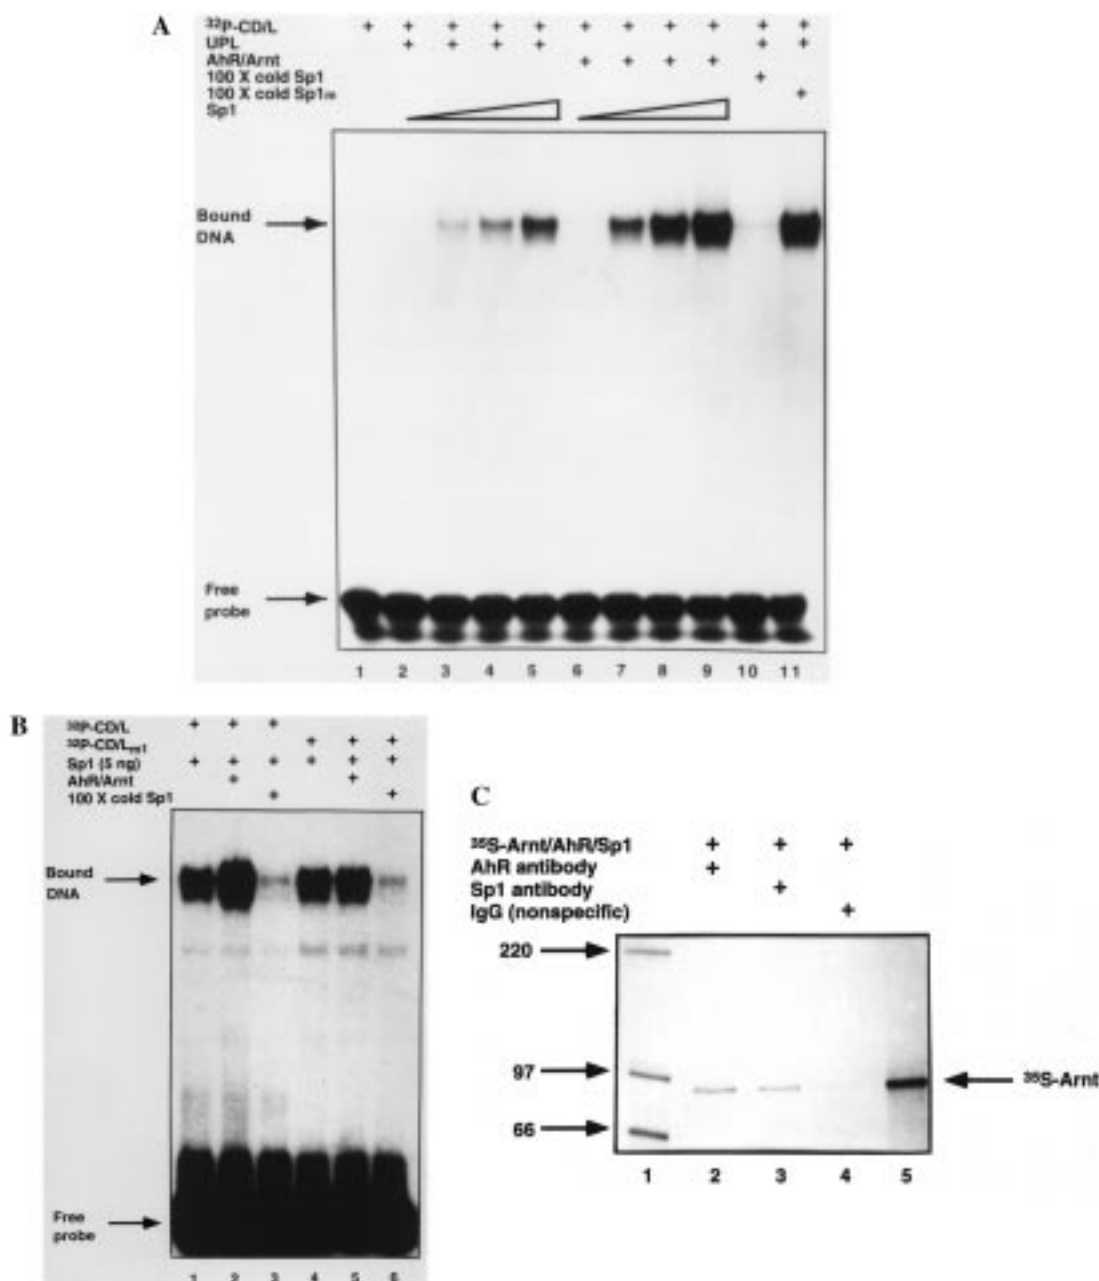 A
³²P-CD/L + + + + + + + + + + +
UPL + + + + + +
AhR/Arnt + + + +
100 X cold Sp1 +
100 X cold Sp1m +
Sp1
Bound
DNA
Free
probe
1 2 3 4 5 6 7 8 9 10 11
B
³²P-CD/L + + +
³²P-CD/Lm1 + + +
Sp1 (5 ng) + + + + + +
AhR/Arnt + +
100 X cold Sp1 + +
Bound
DNA
Free
probe
1 2 3 4 5 6
C
³⁵S-Arnt/AhR/Sp1 + + +
AhR antibody +
Sp1 antibody +
IgG (nonspecific) +
220
97
66
³⁵S-Arnt
1 2 3 4 5